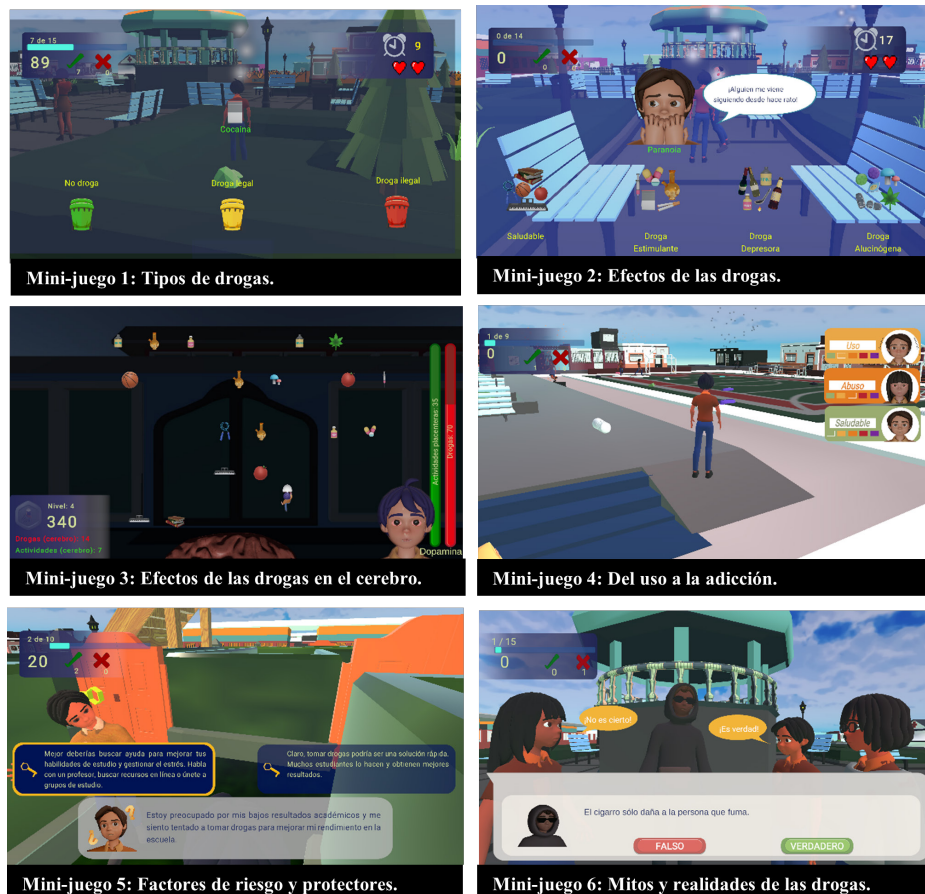 7 de 15
89
7
0
9
Cocaína
No droga
Droga legal
Droga ilegal
Mini-juego 1: Tipos de drogas.
0 de 14
0
0
0
17
¡Alguien me viene
siguiendo desde hace rato!
Paranoia
Saludable
Droga
Estimulante
Droga
Depresora
Droga
Alucinógena
Mini-juego 2: Efectos de las drogas.
Actividades placenteras: 35
Drogas: 70
Nivel: 4
340
Drogas (cerebro): 14
Actividades (cerebro): 7
Dopamina
Mini-juego 3: Efectos de las drogas en el cerebro.
1 de 9
0
Uso
Abuso
Saludable
Mini-juego 4: Del uso a la adicción.
2 de 10
20
2
0
Mejor deberías buscar ayuda para mejorar tus
habilidades de estudio y gestionar el estrés. Habla
con un profesor, buscar recursos en línea o únete a
grupos de estudio.
Claro, tomar drogas podría ser una solución rápida.
Muchos estudiantes lo hacen y obtienen mejores
resultados.
Estoy preocupado por mis bajos resultados académicos y me
siento tentado a tomar drogas para mejorar mi rendimiento en la
escuela.
Mini-juego 5: Factores de riesgo y protectores.
1 / 15
0
0
1
¡No es cierto!
¡Es verdad!
El cigarro sólo daña a la persona que fuma.
FALSO
VERDADERO
Mini-juego 6: Mitos y realidades de las drogas.